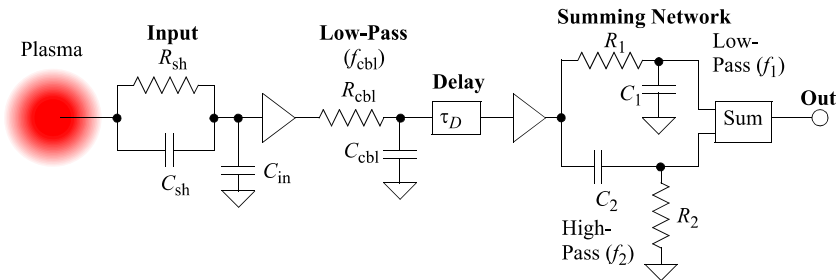 Summing Network
Plasma
Input
R_sh
C_sh
C_in
Low-Pass
(f_cbl)
R_cbl
C_cbl
Delay
τ_D
R_1
C_1
Low-
Pass (f_1)
C_2
High-
Pass (f_2)
R_2
Sum
Out